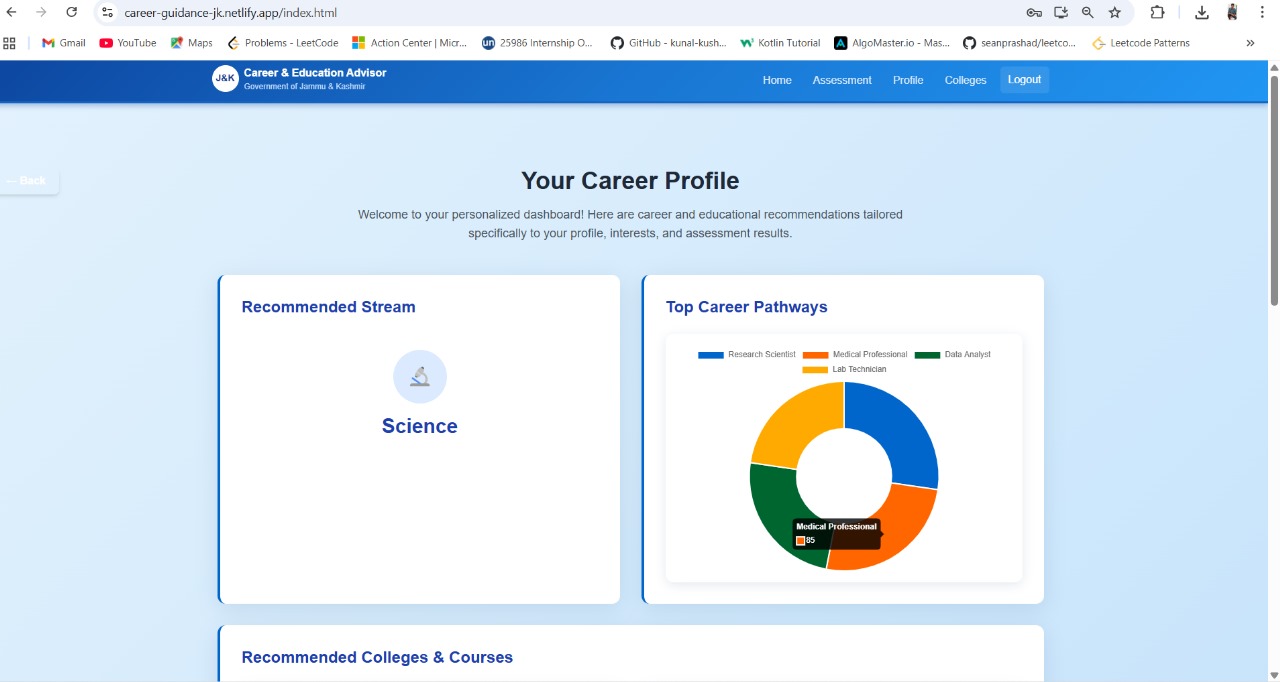 career-guidance-jk.netlify.app/index.html
Gmail YouTube Maps Problems - LeetCode Action Center | Micr... un 25986 Internship O... GitHub - kunal-kush... Kotlin Tutorial A AlgoMaster.io - Mas... seanprashad/leetco... Leetcode Patterns »
J&K Career & Education Advisor
Government of Jammu & Kashmir
Home Assessment Profile Colleges Logout
← Back
Your Career Profile
Welcome to your personalized dashboard! Here are career and educational recommendations tailored
specifically to your profile, interests, and assessment results.
Recommended Stream
Science
Top Career Pathways
Research Scientist Medical Professional Data Analyst
Lab Technician
Medical Professional
85
Recommended Colleges & Courses